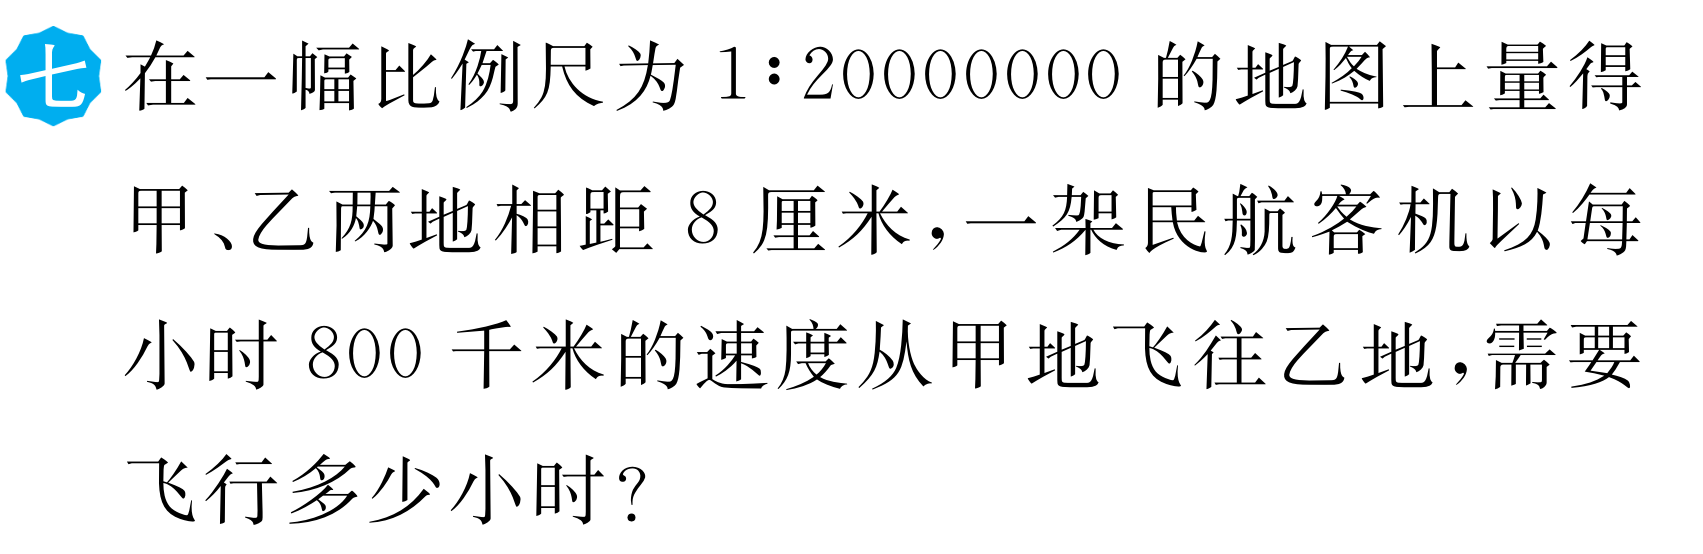 七 在一幅比例尺为 1∶20000000 的地图上量得
甲、乙两地相距 8 厘米,一架民航客机以每
小时 800 千米的速度从甲地飞往乙地,需要
飞行多少小时?